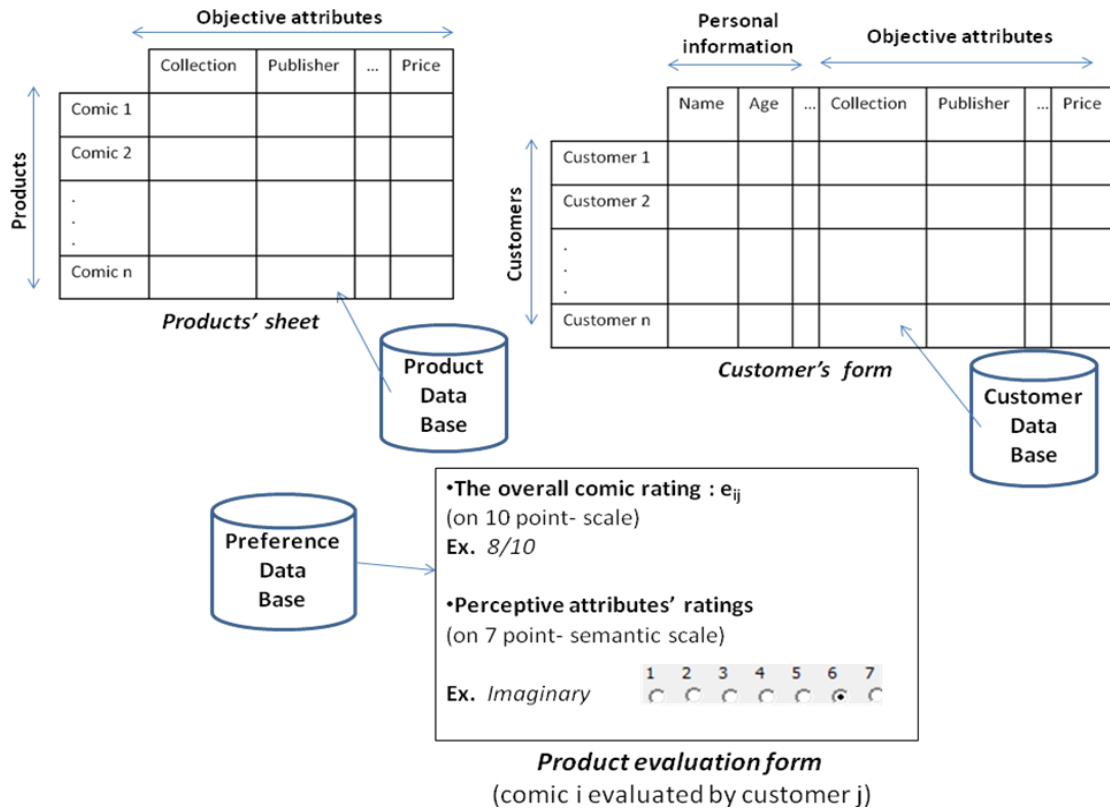 Objective attributes
Collection Publisher ... Price
Products
Comic 1
Comic 2
.
.
.
Comic n
Products' sheet
Product
Data
Base
Personal
information
Objective attributes
Name Age ... Collection Publisher ... Price
Customers
Customer 1
Customer 2
.
.
.
Customer n
Customer's form
Customer
Data
Base
Preference
Data
Base
•The overall comic rating : eij
(on 10 point- scale)
Ex. 8/10
•Perceptive attributes' ratings
(on 7 point- semantic scale)
1 2 3 4 5 6 7
Ex. Imaginary
Product evaluation form
(comic i evaluated by customer j)